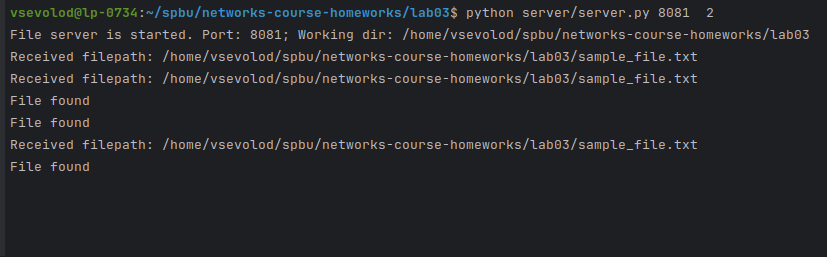 vsevolod@lp-0734:~/spbu/networks-course-homeworks/lab03$ python server/server.py 8081  2
File server is started. Port: 8081; Working dir: /home/vsevolod/spbu/networks-course-homeworks/lab03
Received filepath: /home/vsevolod/spbu/networks-course-homeworks/lab03/sample_file.txt
Received filepath: /home/vsevolod/spbu/networks-course-homeworks/lab03/sample_file.txt
File found
File found
Received filepath: /home/vsevolod/spbu/networks-course-homeworks/lab03/sample_file.txt
File found